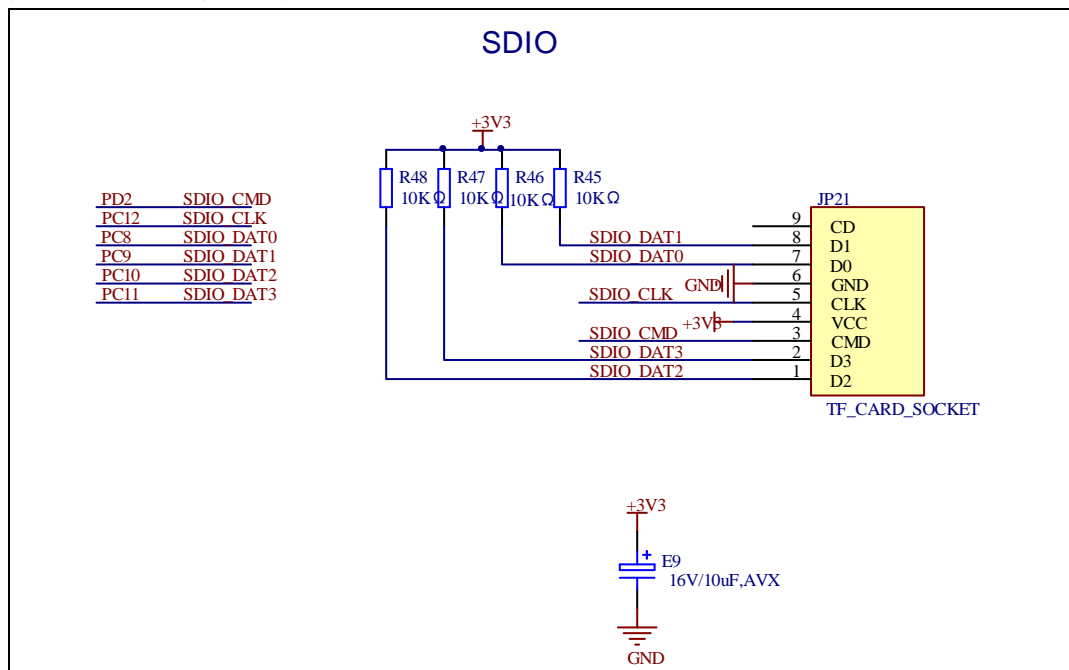 SDIO
+3V3
R48 R47 R46 R45
10KΩ 10KΩ 10KΩ 10KΩ
PD2 SDIO_CMD
PC12 SDIO_CLK
PC8 SDIO_DAT0
PC9 SDIO_DAT1
PC10 SDIO_DAT2
PC11 SDIO_DAT3
JP21
9 CD
SDIO_DAT1 8 D1
SDIO_DAT0 7 D0
GND 6 GND
SDIO_CLK 5 CLK
+3V3 4 VCC
SDIO_CMD 3 CMD
SDIO_DAT3 2 D3
SDIO_DAT2 1 D2
TF_CARD_SOCKET
+3V3
+
E9
16V/10uF,AVX
GND